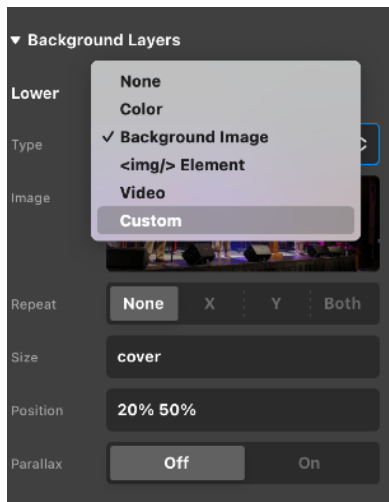 ▼ Background Layers
Lower
None
Color
Type
✓ Background Image
<img/> Element
Image
Video
Custom
Repeat None X Y Both
Size cover
Position 20% 50%
Parallax Off On